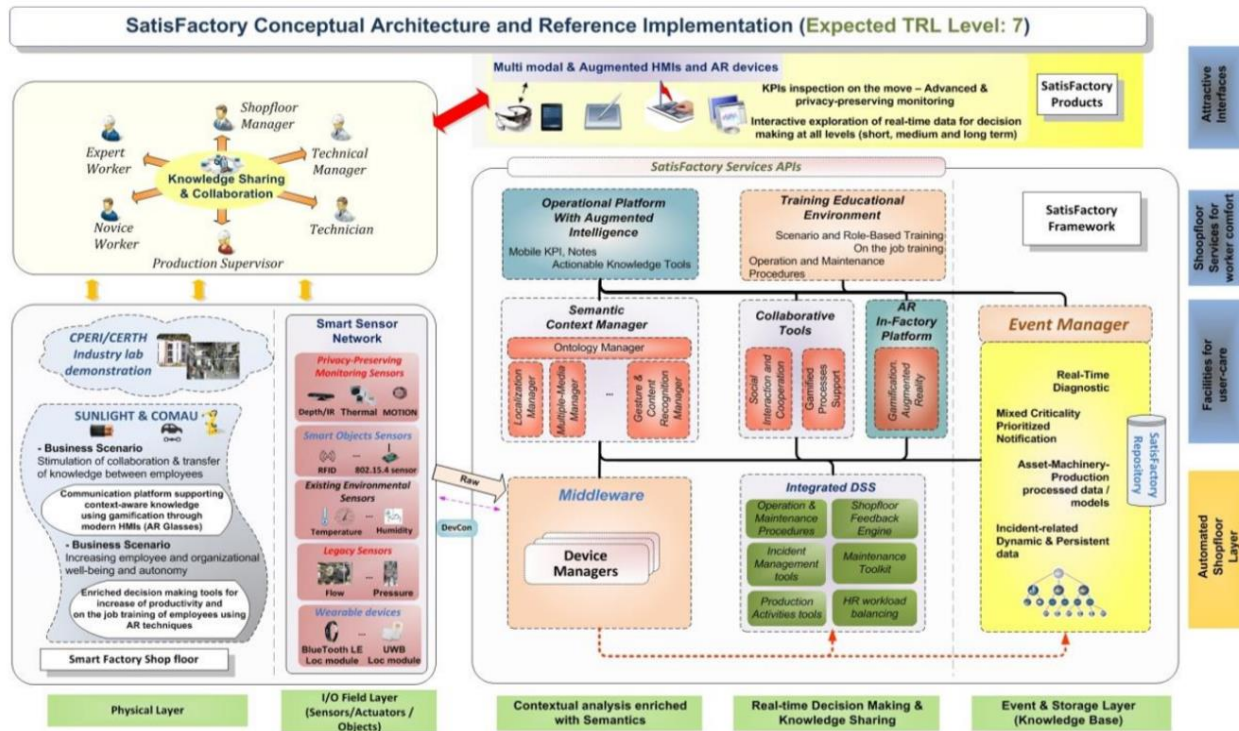 SatisFactory Conceptual Architecture and Reference Implementation (Expected TRL Level: 7)
Multi modal & Augmented HMIs and AR devices
KPIs inspection on the move – Advanced &
privacy-preserving monitoring
Interactive exploration of real-time data for decision
making at all levels (short, medium and long term)
SatisFactory
Products
Attractive
Interfaces
Shopfloor
Manager
Expert
Worker
Technical
Manager
Knowledge Sharing
& Collaboration
Novice
Worker
Technician
Production Supervisor
SatisFactory Services APIs
Operational Platform
With Augmented
Intelligence
Mobile KPI, Notes
Actionable Knowledge Tools
Training Educational
Environment
Scenario and Role-Based Training
On the job training
Operation and Maintenance
Procedures
SatisFactory
Framework
Shoopfloor
Services for
worker comfort
CPERI/CERTH
Industry lab
demonstration
SUNLIGHT & COMAU
- Business Scenario
Stimulation of collaboration & transfer
of knowledge between employees
Communication platform supporting
context-aware knowledge
using gamification through
modern HMIs (AR Glasses)
- Business Scenario
Increasing employee and organizational
well-being and autonomy
Enriched decision making tools for
increase of productivity and
on the job training of employees using
AR techniques
Smart Factory Shop floor
Smart Sensor
Network
Privacy-Preserving
Monitoring Sensors
Depth/IR Thermal MOTION
Smart Objects Sensors
...
RFID 802.15.4 sensor
Existing Environmental
Sensors
...
Temperature Humidity
Legacy Sensors
...
Flow Pressure
Wearable devices
...
BlueTooth LE
Loc module
UWB
Loc module
Raw
DevCon
Semantic
Context Manager
Ontology Manager
Localization
Manager
Multiple-Media
Manager
...
Gesture &
Content
Recognition
Manager
Collaborative
Tools
Social
Interaction and
Cooperation
Gamified
Processes
Support
AR
In-Factory
Platform
Gamification.
Augmented
Reality
Event Manager
Real-Time
Diagnostic
Mixed Criticality
Prioritized
Notification
Asset-Machinery-
Production
processed data /
models
Incident-related
Dynamic & Persistent
data
SatisFactory
Repository
Facilities for
user-care
Middleware
Device
Managers
Integrated DSS
Operation &
Maintenance
Procedures
Shopfloor
Feedback
Engine
Incident
Management
tools
Maintenance
Toolkit
Production
Activities tools
HR workload
balancing
Automated
Shopfloor
Layer
Physical Layer
I/O Field Layer
(Sensors/Actuators /
Objects)
Contextual analysis enriched
with Semantics
Real-time Decision Making &
Knowledge Sharing
Event & Storage Layer
(Knowledge Base)